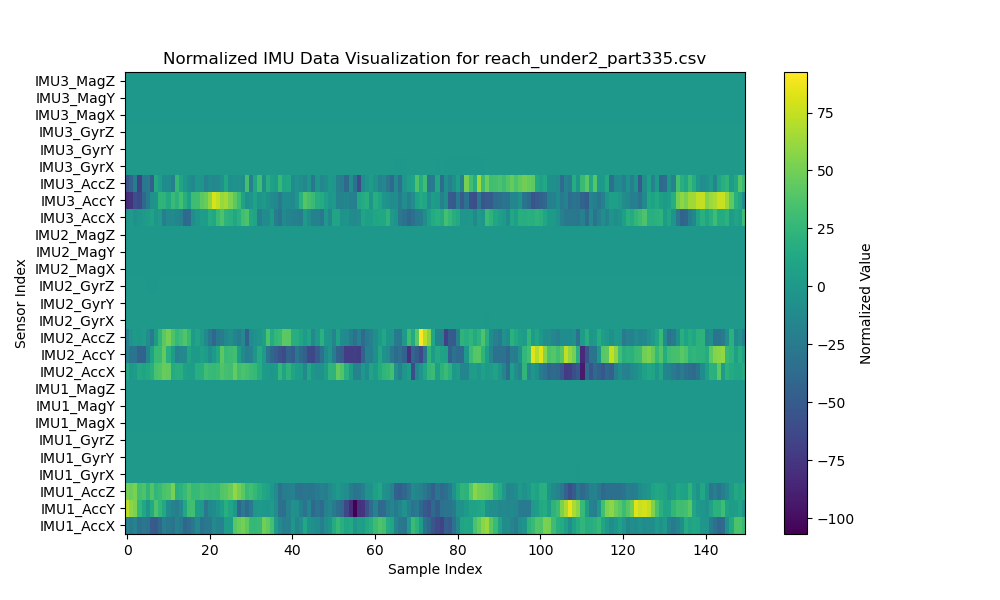 Normalized IMU Data Visualization for reach_under2_part335.csv
IMU3_MagZ
IMU3_MagY
IMU3_MagX
IMU3_GyrZ
IMU3_GyrY
IMU3_GyrX
IMU3_AccZ
IMU3_AccY
IMU3_AccX
IMU2_MagZ
IMU2_MagY
IMU2_MagX
IMU2_GyrZ
IMU2_GyrY
IMU2_GyrX
IMU2_AccZ
IMU2_AccY
IMU2_AccX
IMU1_MagZ
IMU1_MagY
IMU1_MagX
IMU1_GyrZ
IMU1_GyrY
IMU1_GyrX
IMU1_AccZ
IMU1_AccY
IMU1_AccX
Sensor Index
0 20 40 60 80 100 120 140
Sample Index
75
50
25
0
−25
−50
−75
−100
Normalized Value